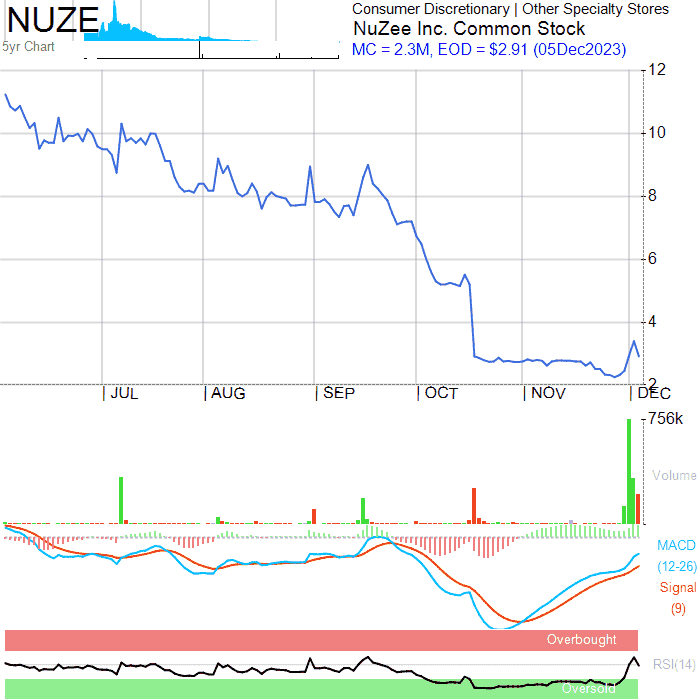 NUZE
5yr Chart
Consumer Discretionary | Other Specialty Stores
NuZee Inc. Common Stock
MC = 2.3M, EOD = $2.91 (05Dec2023)
12
10
8
6
4
2
JUL AUG SEP OCT NOV DEC
756k
Volume
MACD
(12-26)
Signal
(9)
Overbought
RSI(14)
Oversold